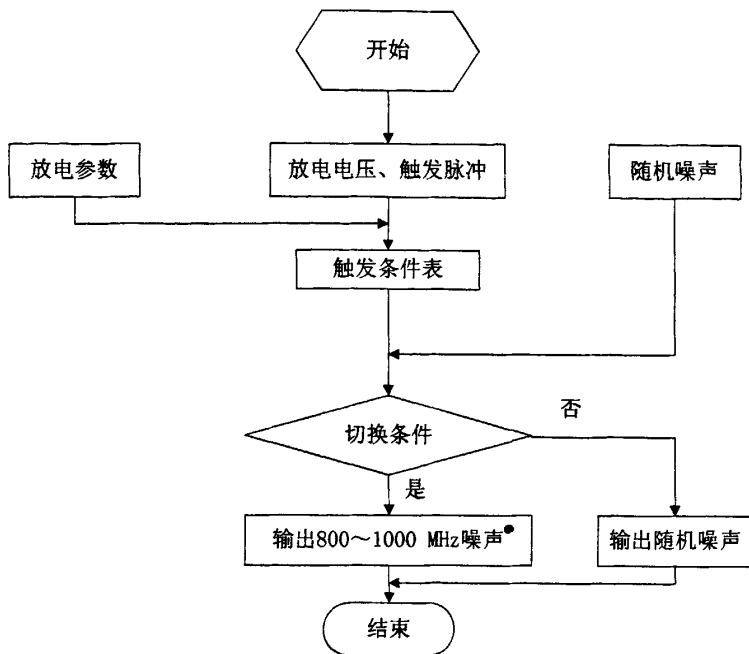 开始
放电参数
放电电压、触发脉冲
随机噪声
触发条件表
切换条件
否
是
输出800～1000 MHz噪声
输出随机噪声
结束